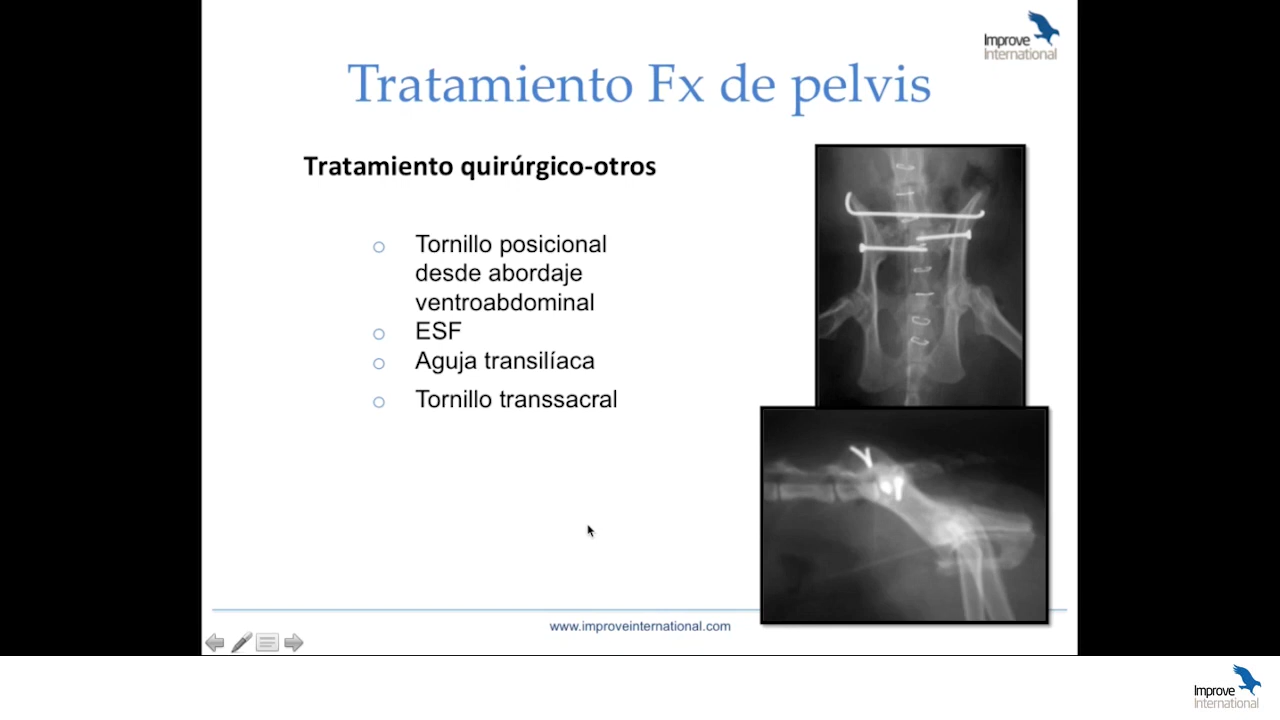 Improve
International
Tratamiento Fx de pelvis
Tratamiento quirúrgico-otros
Tornillo posicional
desde abordaje
ventroabdominal
ESF
Aguja transilíaca
Tornillo transsacral
www.improveinternational.com
Improve
International